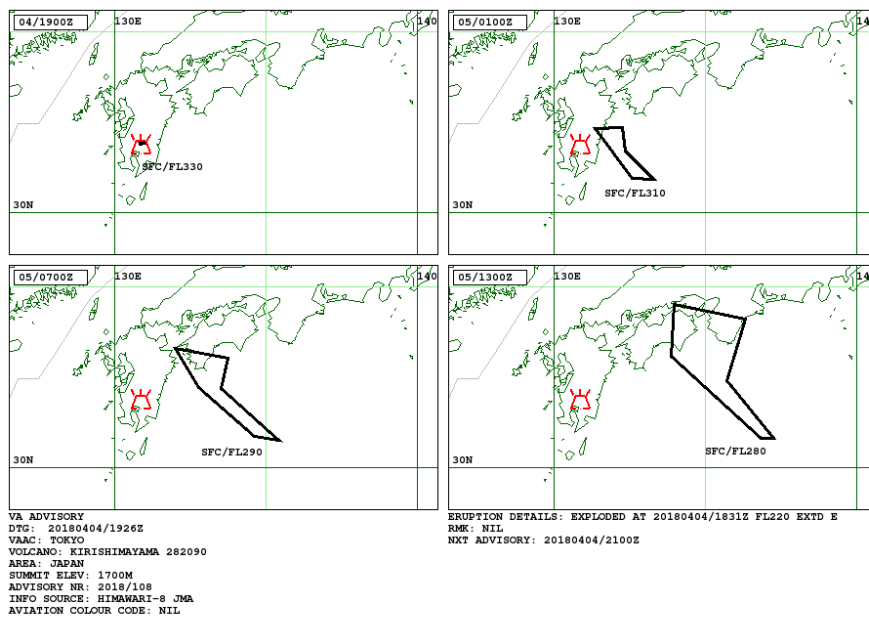 04/1900Z
130E
140
30N
SFC/FL330
05/0100Z
130E
140
30N
SFC/FL310
05/0700Z
130E
140
30N
SFC/FL290
05/1300Z
130E
140
30N
SFC/FL280
VA ADVISORY
DTG: 20180404/1926Z
VAAC: TOKYO
VOLCANO: KIRISHIMAYAMA 282090
AREA: JAPAN
SUMMIT ELEV: 1700M
ADVISORY NR: 2018/108
INFO SOURCE: HIMAWARI-8 JMA
AVIATION COLOUR CODE: NIL
ERUPTION DETAILS: EXPLODED AT 20180404/1831Z FL220 EXTD E
RMK: NIL
NXT ADVISORY: 20180404/2100Z